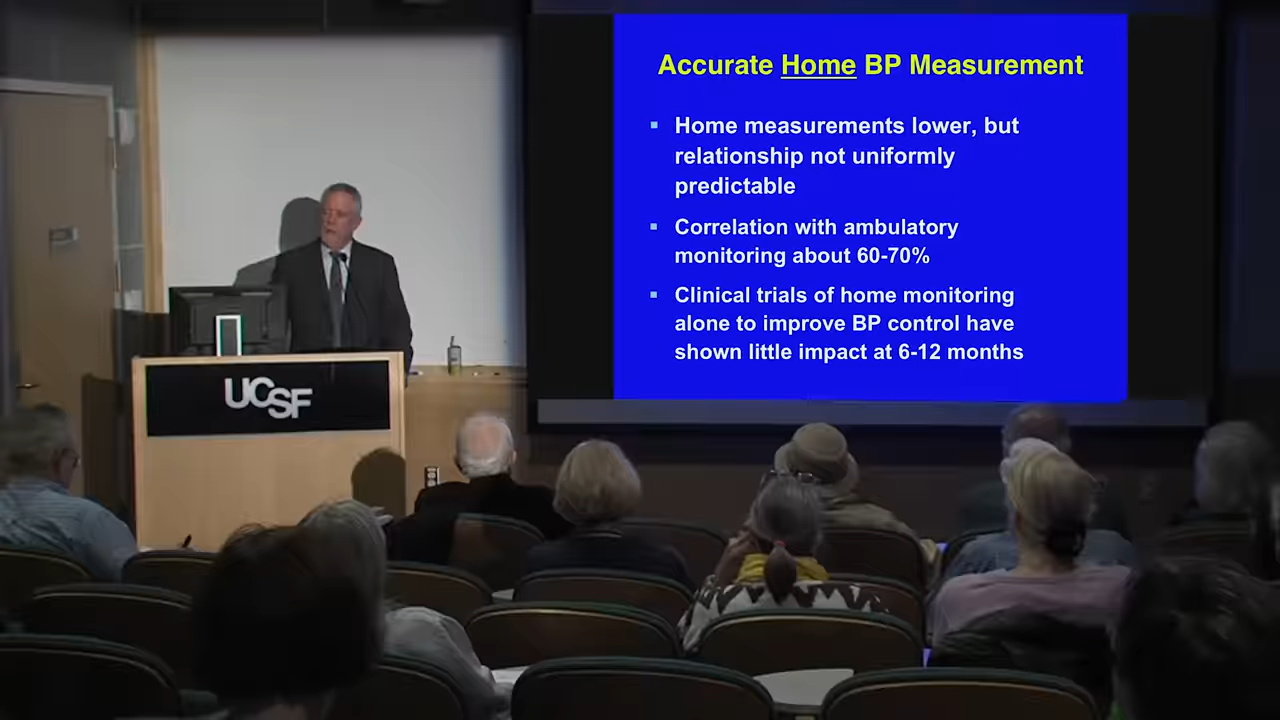 Accurate Home BP Measurement
Home measurements lower, but
relationship not uniformly
predictable
Correlation with ambulatory
monitoring about 60-70%
Clinical trials of home monitoring
alone to improve BP control have
shown little impact at 6-12 months
UCSF